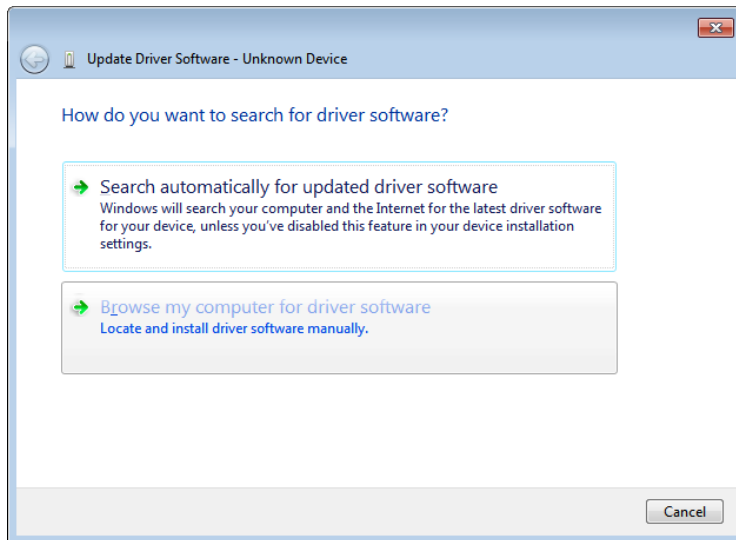 Update Driver Software - Unknown Device
How do you want to search for driver software?
Search automatically for updated driver software
Windows will search your computer and the Internet for the latest driver software
for your device, unless you've disabled this feature in your device installation
settings.
Browse my computer for driver software
Locate and install driver software manually.
Cancel